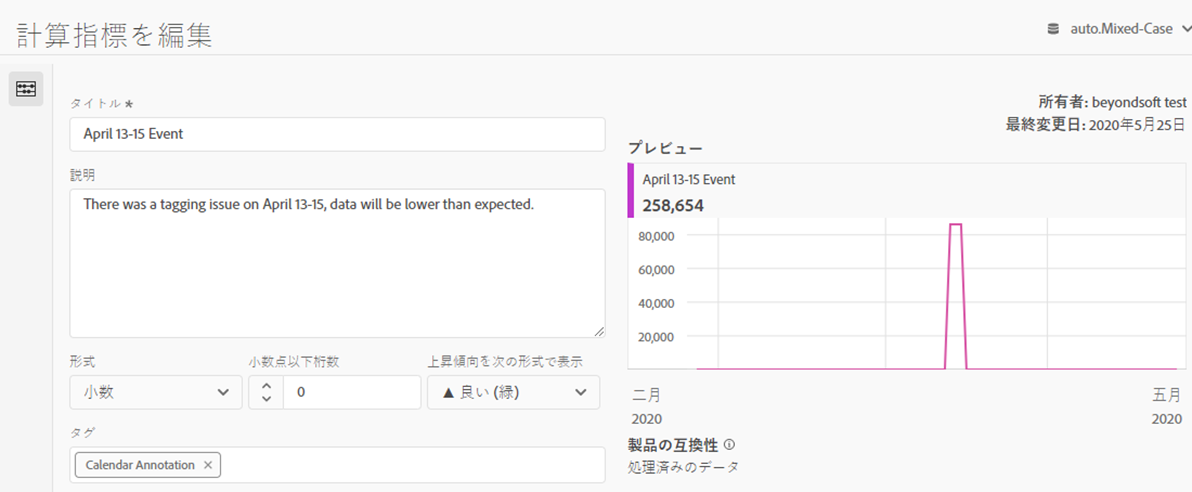 計算指標を編集
auto.Mixed-Case
タイトル *
April 13-15 Event
説明
There was a tagging issue on April 13-15, data will be lower than expected.
形式
小数点以下桁数
上昇傾向を次の形式で表示
小数
0
▲ 良い (緑)
タグ
Calendar Annotation ×
所有者: beyondsoft test
最終変更日: 2020年5月25日
プレビュー
April 13-15 Event
258,654
80,000
60,000
40,000
20,000
二月
2020
五月
2020
製品の互換性
処理済みのデータ